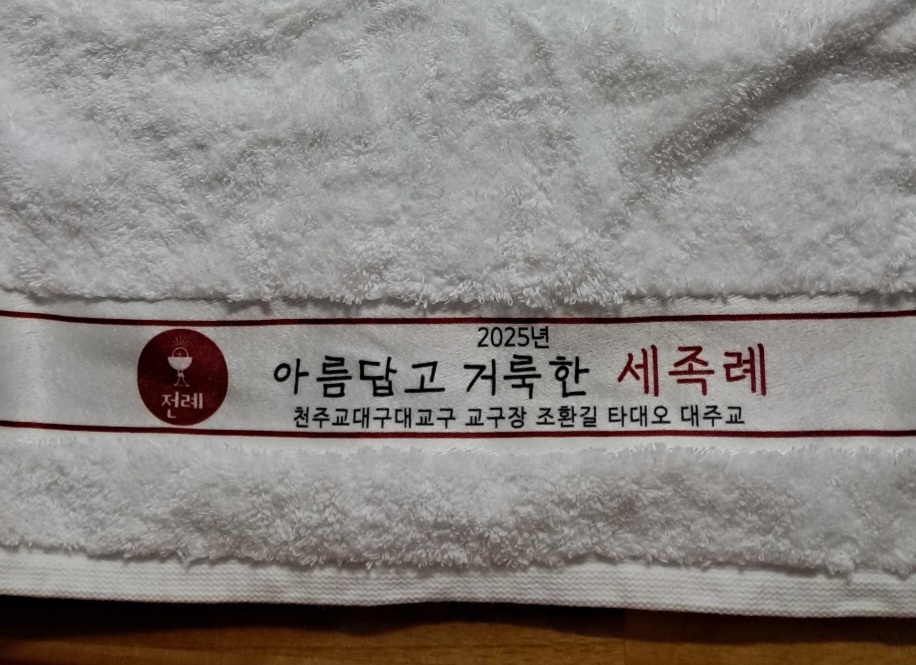 2025년
아름답고 거룩한 세족례
천주교대구대교구 교구장 조환길 타대오 대주교
전례